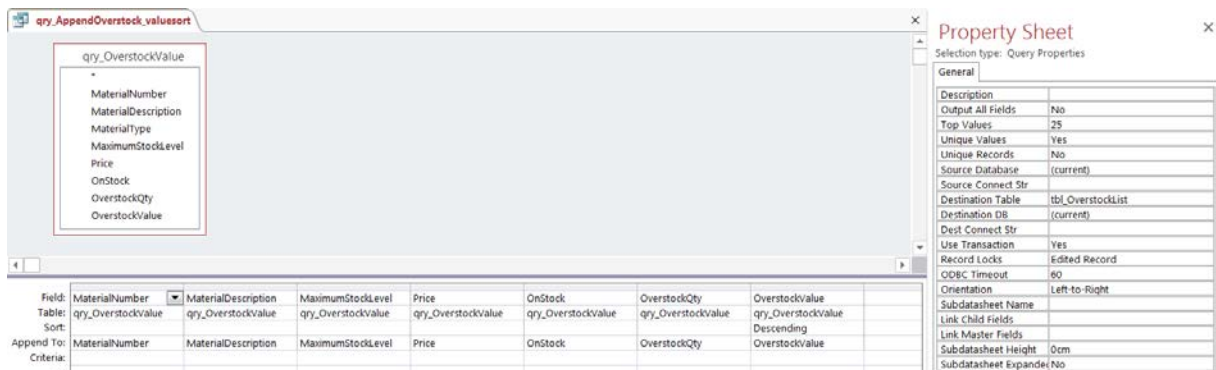 qry_AppendOverstock_valuesort
qry_OverstockValue
*
MaterialNumber
MaterialDescription
MaterialType
MaximumStockLevel
Price
OnStock
OverstockQty
OverstockValue
Field: MaterialNumber MaterialDescription MaximumStockLevel Price OnStock OverstockQty OverstockValue
Table: qry_OverstockValue qry_OverstockValue qry_OverstockValue qry_OverstockValue qry_OverstockValue qry_OverstockValue qry_OverstockValue
Sort: Descending
Append To: MaterialNumber MaterialDescription MaximumStockLevel Price OnStock OverstockQty OverstockValue
Criteria:
Property Sheet
Selection type: Query Properties
General
Description
Output All Fields No
Top Values 25
Unique Values Yes
Unique Records No
Source Database (current)
Source Connect Str
Destination Table tbl_OverstockList
Destination DB (current)
Dest Connect Str
Use Transaction Yes
Record Locks Edited Record
ODBC Timeout 60
Orientation Left-to-Right
Subdatasheet Name
Link Child Fields
Link Master Fields
Subdatasheet Height 0cm
Subdatasheet Expanded No